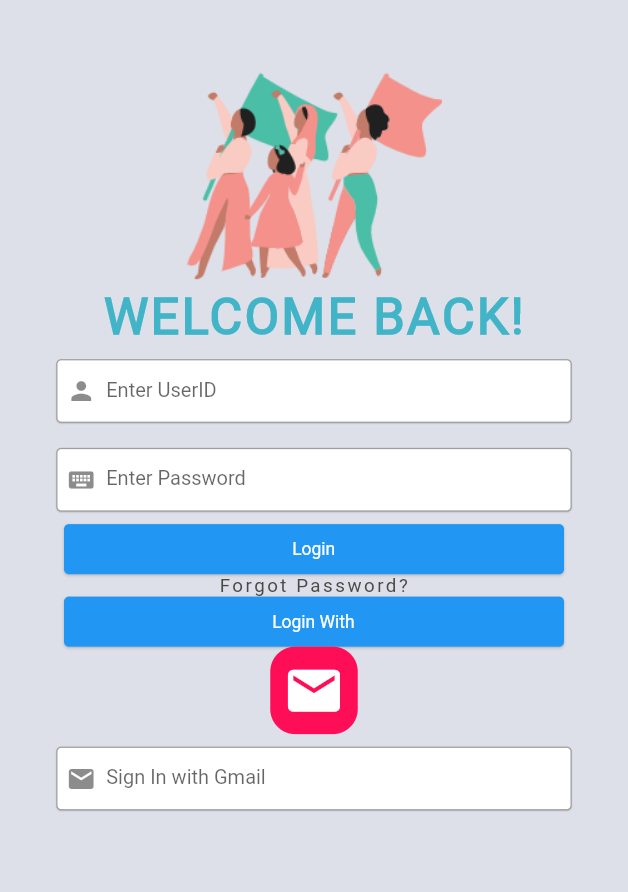 WELCOME BACK!
Enter UserID
Enter Password
Login
Forgot Password?
Login With
Sign In with Gmail